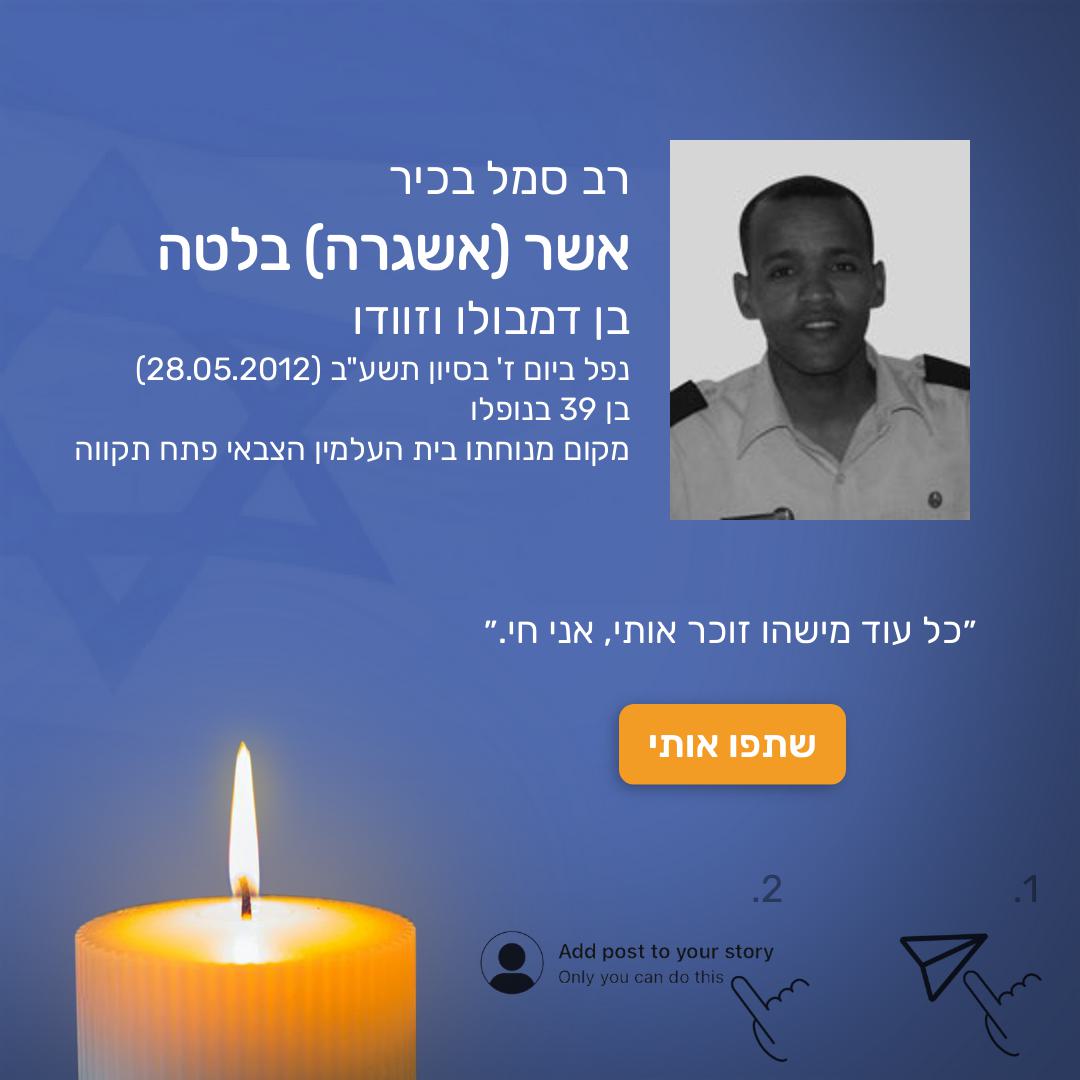 רב סמל בכיר
אשר (אשגרה) בלטה
בן דמבולו וזוודו
נפל ביום ז' בסיון תשע"ב (28.05.2012)
בן 39 בנופלו
מקום מנוחתו בית העלמין הצבאי פתח תקווה
״כל עוד מישהו זוכר אותי, אני חי.״
שתפו אותי
1.
2.
Add post to your story
Only you can do this